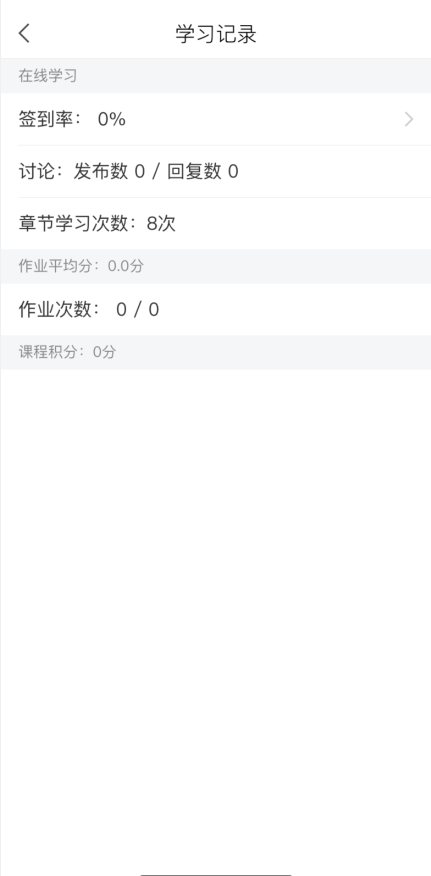 学习记录
在线学习
签到率： 0%
讨论：发布数 0 / 回复数 0
章节学习次数：8次
作业平均分：0.0分
作业次数： 0 / 0
课程积分：0分